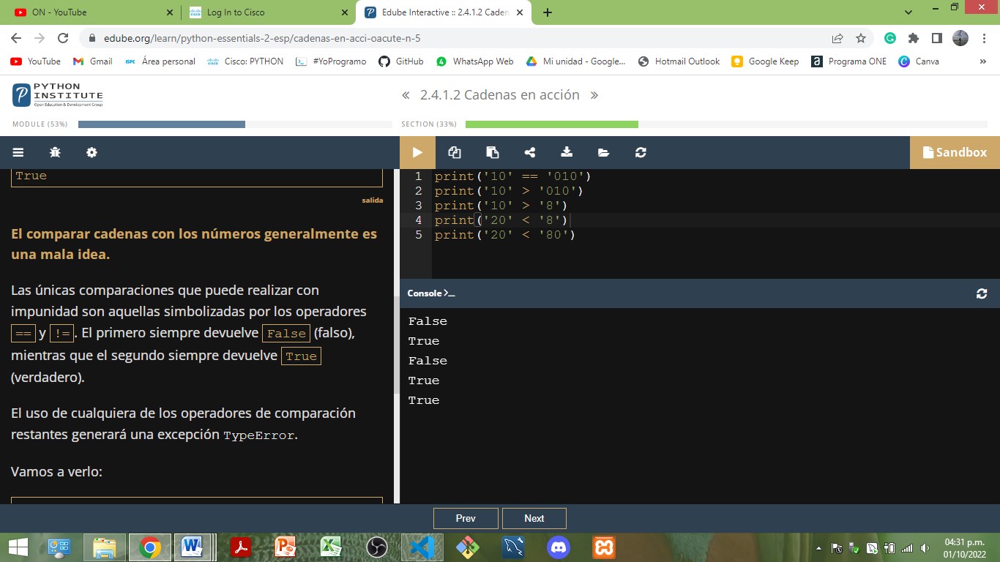 ON - YouTube
Log In to Cisco
Edube Interactive :: 2.4.1.2 Caden
edube.org/learn/python-essentials-2-esp/cadenas-en-acci-oacute-n-5
YouTube Gmail Área personal Cisco: PYTHON #YoProgramo GitHub WhatsApp Web Mi unidad - Google... Hotmail Outlook Google Keep Programa ONE Canva »
PYTHON
INSTITUTE
Open Education & Development Group
« 2.4.1.2 Cadenas en acción »
MODULE (53%)
SECTION (33%)
Sandbox
True
salida
El comparar cadenas con los números generalmente es
una mala idea.
Las únicas comparaciones que puede realizar con
impunidad son aquellas simbolizadas por los operadores
== y != . El primero siempre devuelve False (falso),
mientras que el segundo siempre devuelve True
(verdadero).
El uso de cualquiera de los operadores de comparación
restantes generará una excepción TypeError.
Vamos a verlo:
1 print('10' == '010')
2 print('10' > '010')
3 print('10' > '8')
4 print('20' < '8')
5 print('20' < '80')
Console >_
False
True
False
True
True
Prev
Next
04:31 p.m.
01/10/2022